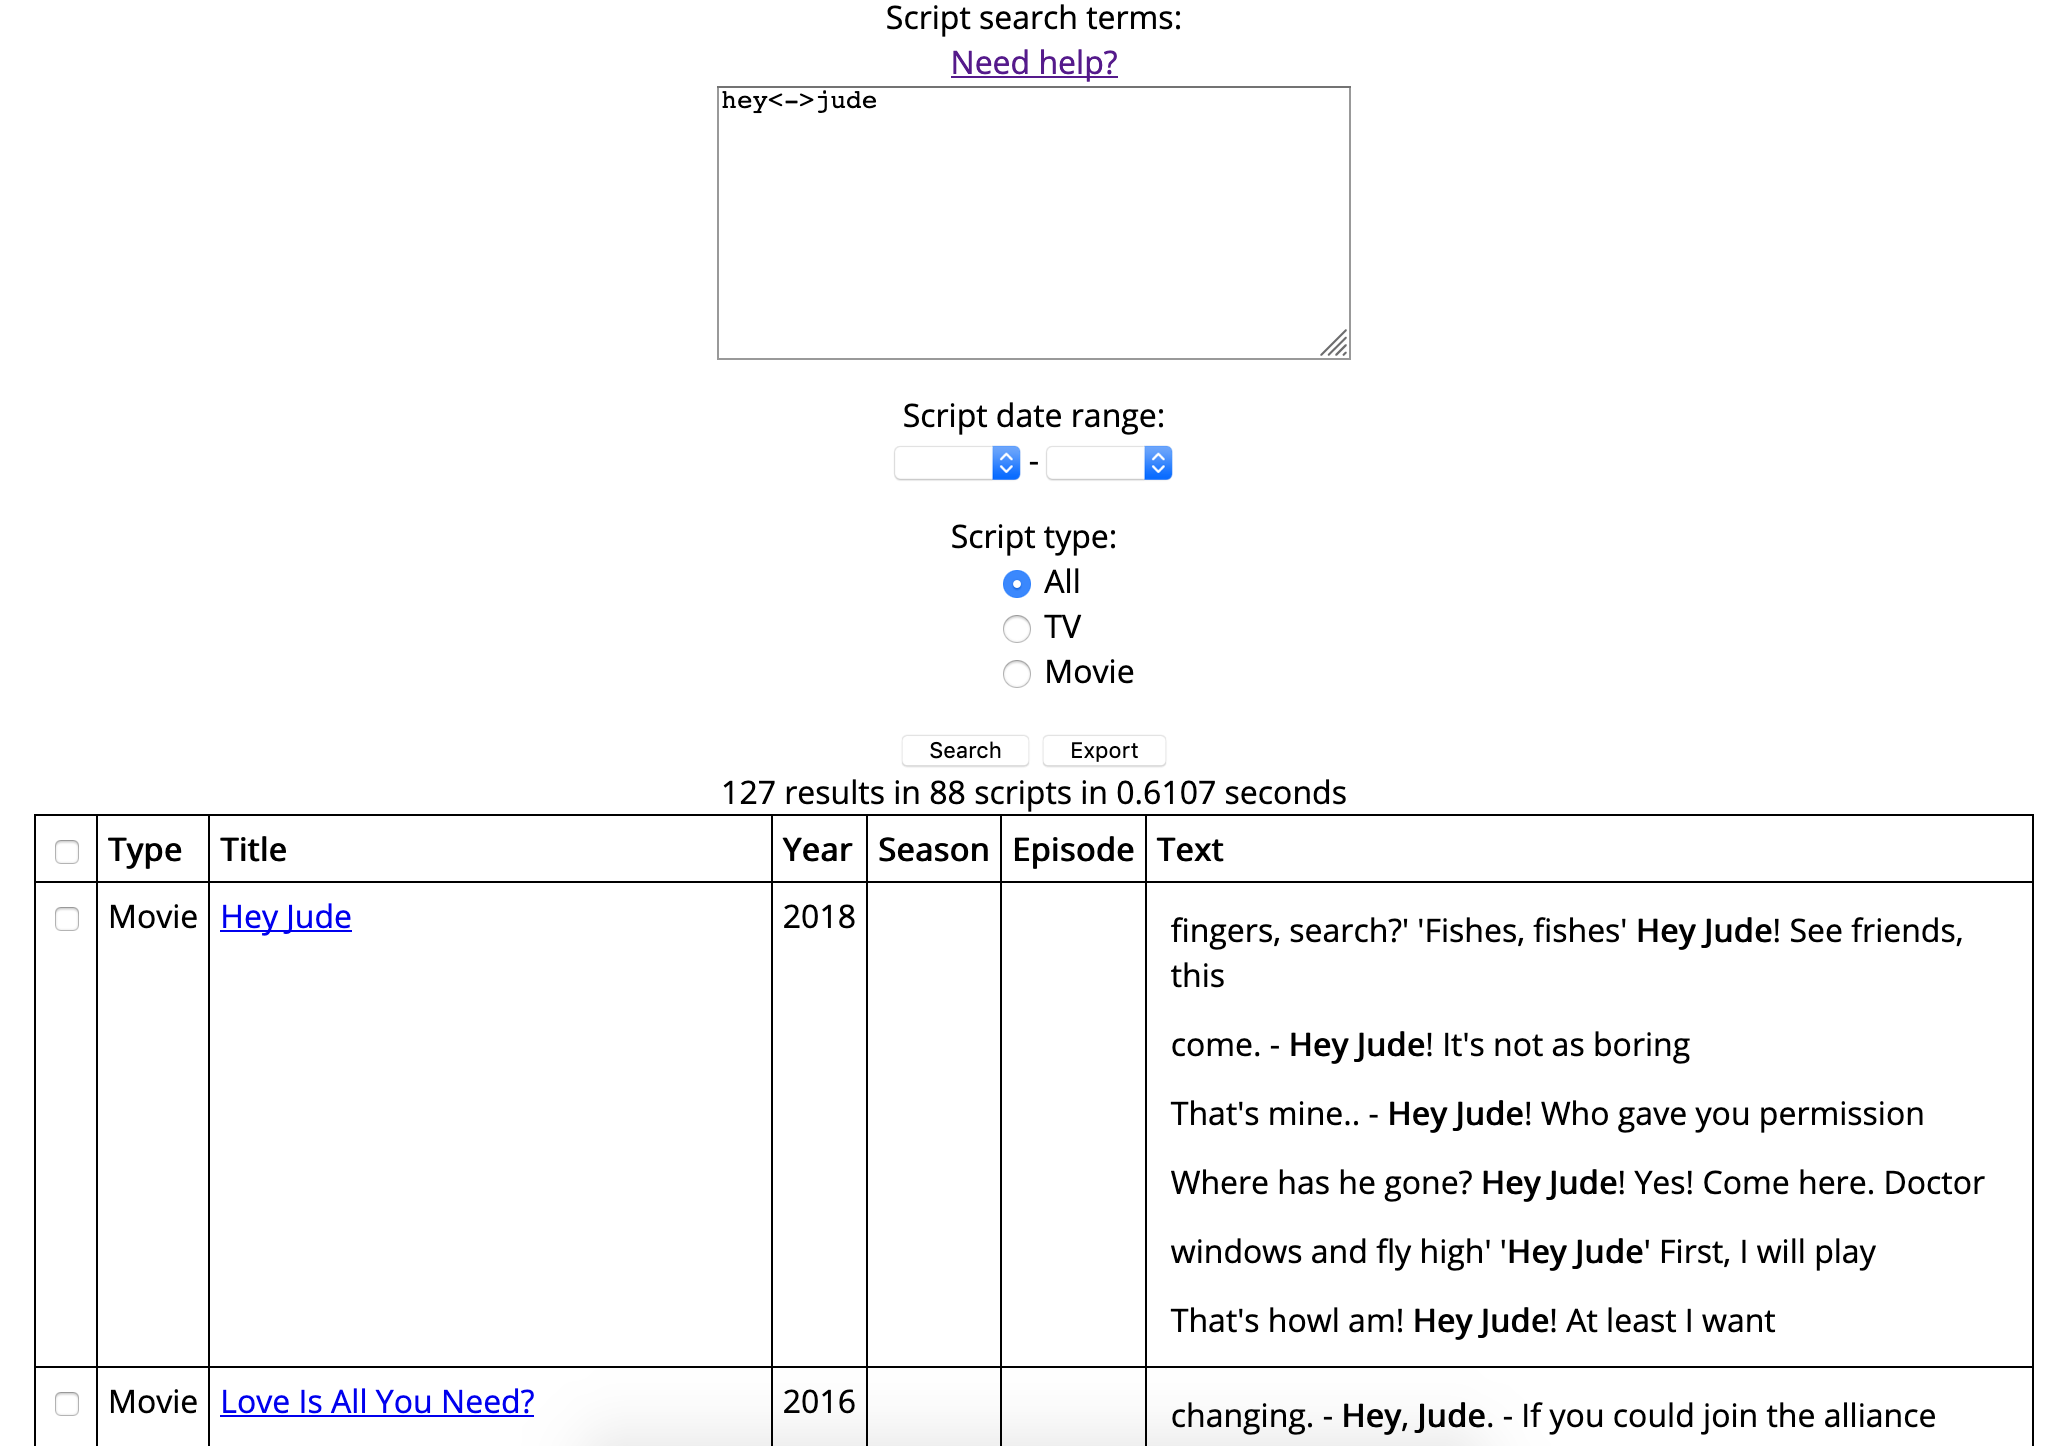 Script search terms:
Need help?
hey<->jude
Script date range:
-
Script type:
All
TV
Movie
Search Export
127 results in 88 scripts in 0.6107 seconds
Type Title Year Season Episode Text
Movie Hey Jude 2018 fingers, search?' 'Fishes, fishes' Hey Jude! See friends,
this
come. - Hey Jude! It's not as boring
That's mine.. - Hey Jude! Who gave you permission
Where has he gone? Hey Jude! Yes! Come here. Doctor
windows and fly high' 'Hey Jude' First, I will play
That's howl am! Hey Jude! At least I want
Movie Love Is All You Need? 2016 changing. - Hey, Jude. - If you could join the alliance